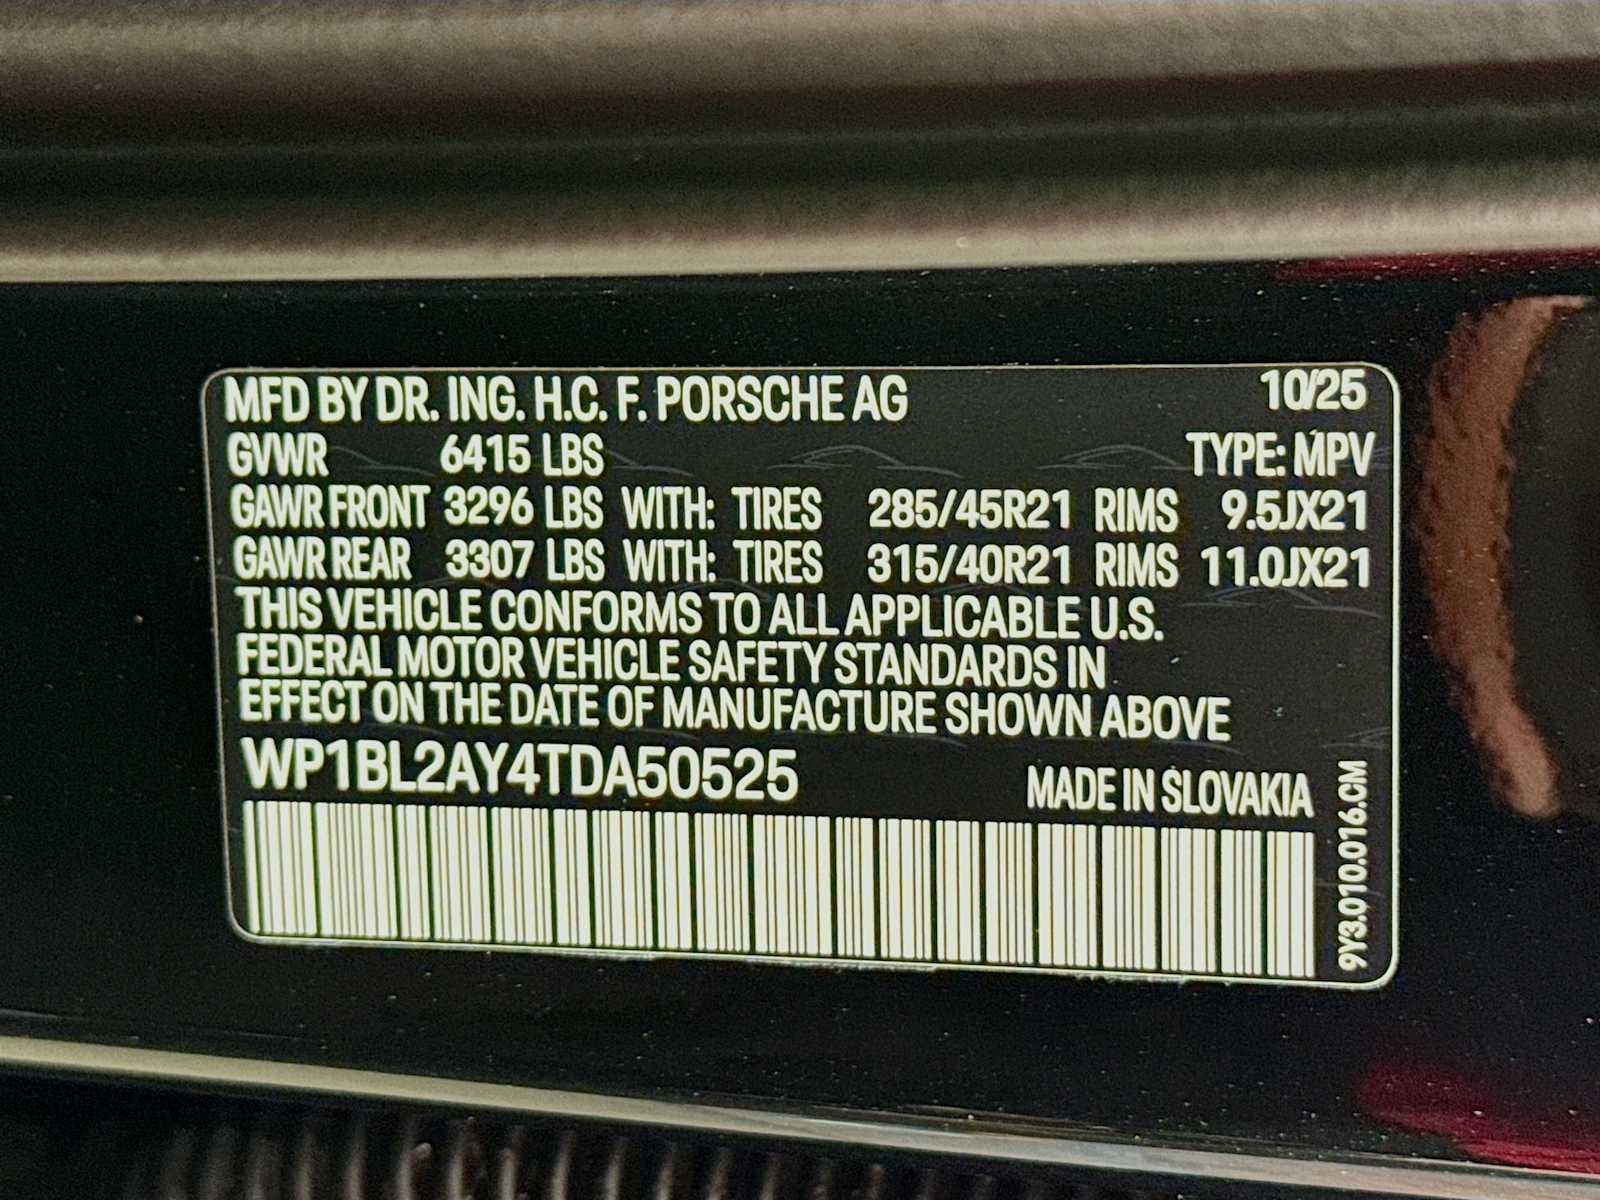 MFD BY DR. ING. H.C. F. PORSCHE AG 10/25
GVWR 6415 LBS TYPE: MPV
GAWR FRONT 3296 LBS WITH: TIRES 285/45R21 RIMS 9.5JX21
GAWR REAR 3307 LBS WITH: TIRES 315/40R21 RIMS 11.0JX21
THIS VEHICLE CONFORMS TO ALL APPLICABLE U.S.
FEDERAL MOTOR VEHICLE SAFETY STANDARDS IN
EFFECT ON THE DATE OF MANUFACTURE SHOWN ABOVE
WP1BL2AY4TDA50525 MADE IN SLOVAKIA
9Y3.010.016.CM